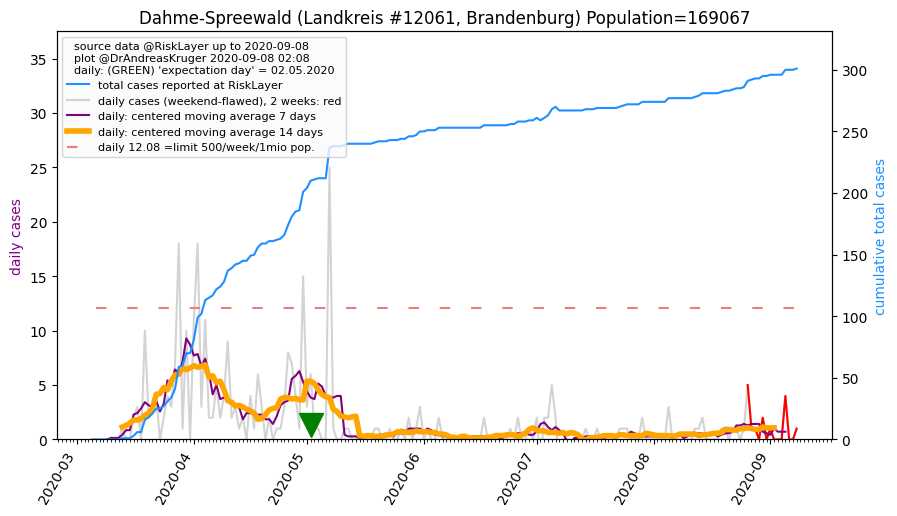 Dahme-Spreewald (Landkreis #12061, Brandenburg) Population=169067
source data @RiskLayer up to 2020-09-08
plot @DrAndreasKruger 2020-09-08 02:08
daily: (GREEN) 'expectation day' = 02.05.2020
total cases reported at RiskLayer
daily cases (weekend-flawed), 2 weeks: red
daily: centered moving average 7 days
daily: centered moving average 14 days
daily 12.08 =limit 500/week/1mio pop.
daily cases
35
30
25
20
15
10
5
0
cumulative total cases
300
250
200
150
100
50
0
2020-03
2020-04
2020-05
2020-06
2020-07
2020-08
2020-09